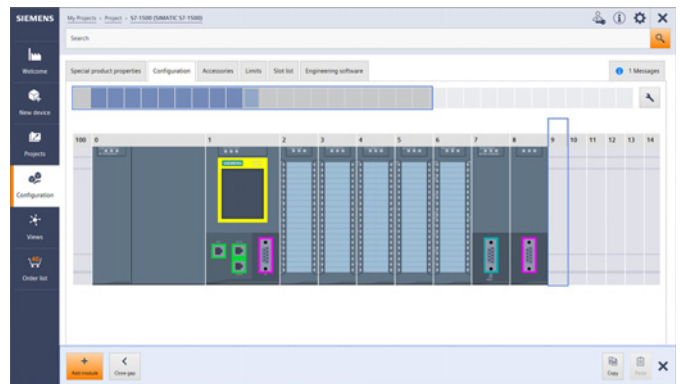 SIEMENS
My Projects > Project > S7-1500 (SIMATIC S7-1500)
Search
Welcome
New device
Projects
Configuration
Views
Order list
Special product properties Configuration Accessories Limits Slot list Engineering software
1 Messages
100 0 1 2 3 4 5 6 7 8 9 10 11 12 13 14
SIEMENS
Add module
Close gap
Copy
Paste